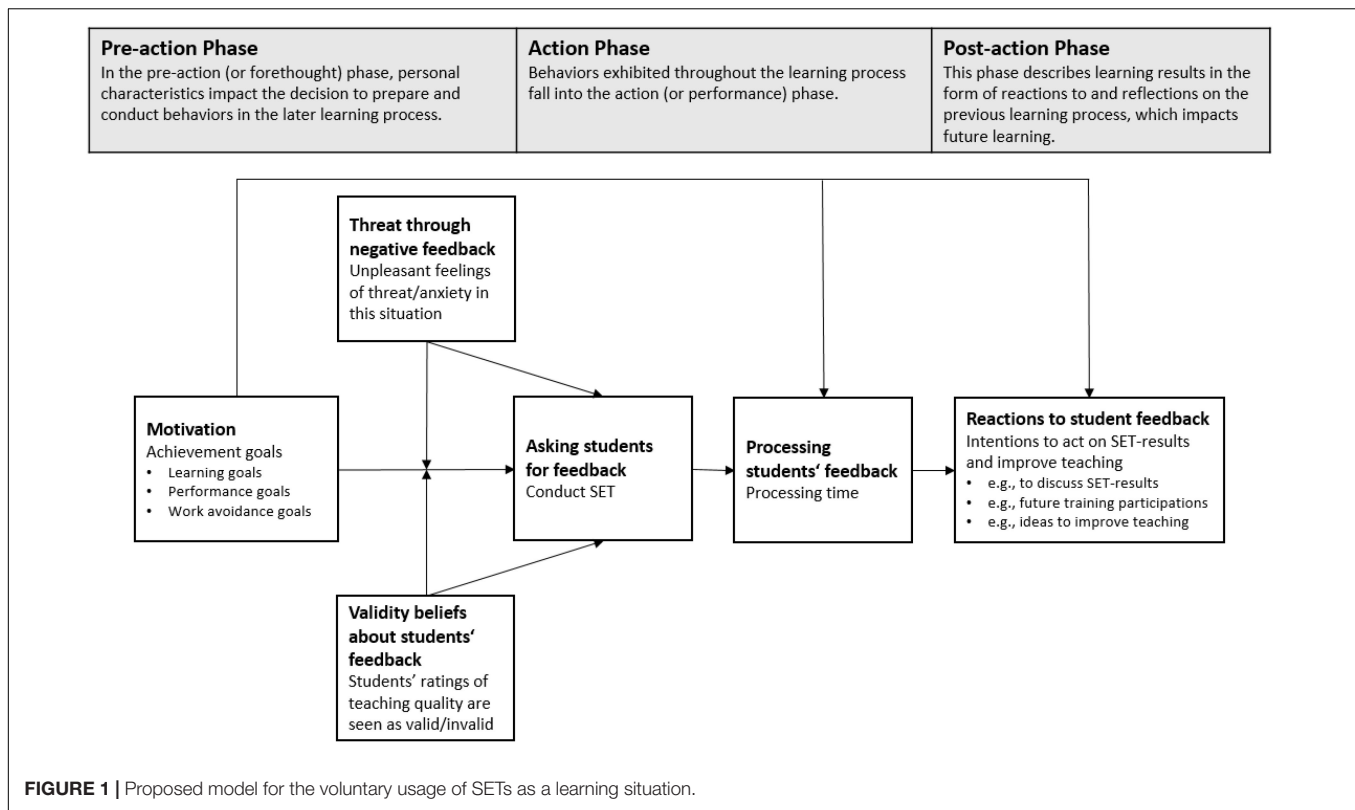 Pre-action Phase
In the pre-action (or forethought) phase, personal
characteristics impact the decision to prepare and
conduct behaviors in the later learning process.
Action Phase
Behaviors exhibited throughout the learning process
fall into the action (or performance) phase.
Post-action Phase
This phase describes learning results in the
form of reactions to and reflections on the
previous learning process, which impacts
future learning.
Threat through
negative feedback
Unpleasant feelings
of threat/anxiety in
this situation
Motivation
Achievement goals
• Learning goals
• Performance goals
• Work avoidance goals
Asking students
for feedback
Conduct SET
Processing
students‘ feedback
Processing time
Reactions to student feedback
Intentions to act on SET-results
and improve teaching
• e.g., to discuss SET-results
• e.g., future training participations
• e.g., ideas to improve teaching
Validity beliefs
about students‘
feedback
Students’ ratings of
teaching quality are
seen as valid/invalid
FIGURE 1 | Proposed model for the voluntary usage of SETs as a learning situation.